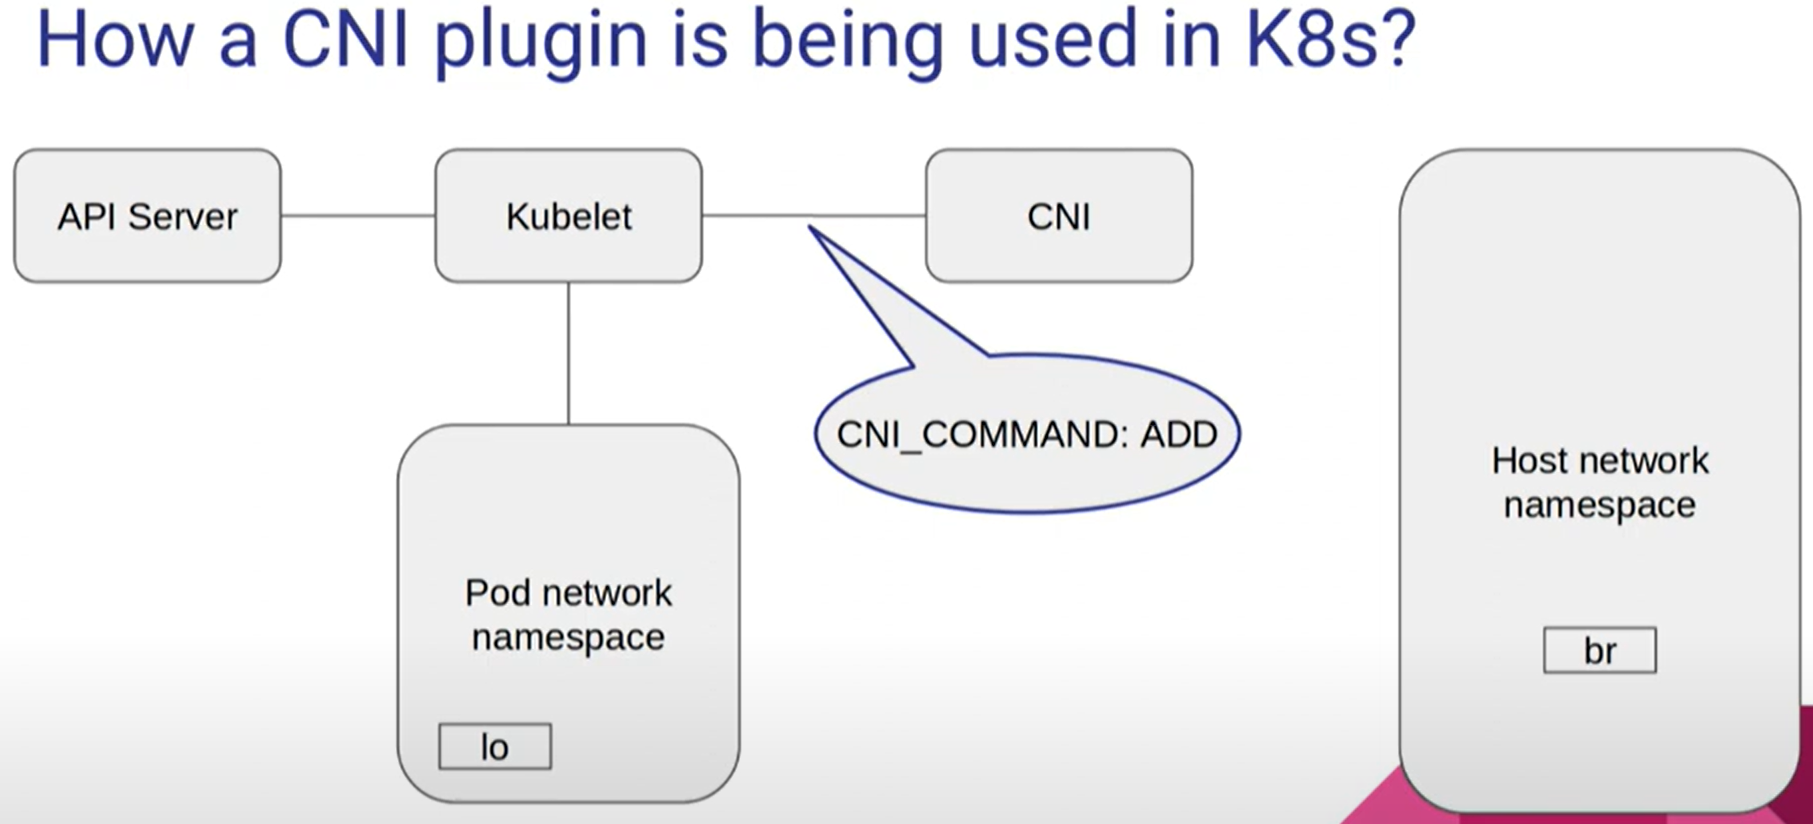 How a CNI plugin is being used in K8s?
API Server
Kubelet
CNI
CNI_COMMAND: ADD
Host network
namespace
br
Pod network
namespace
lo